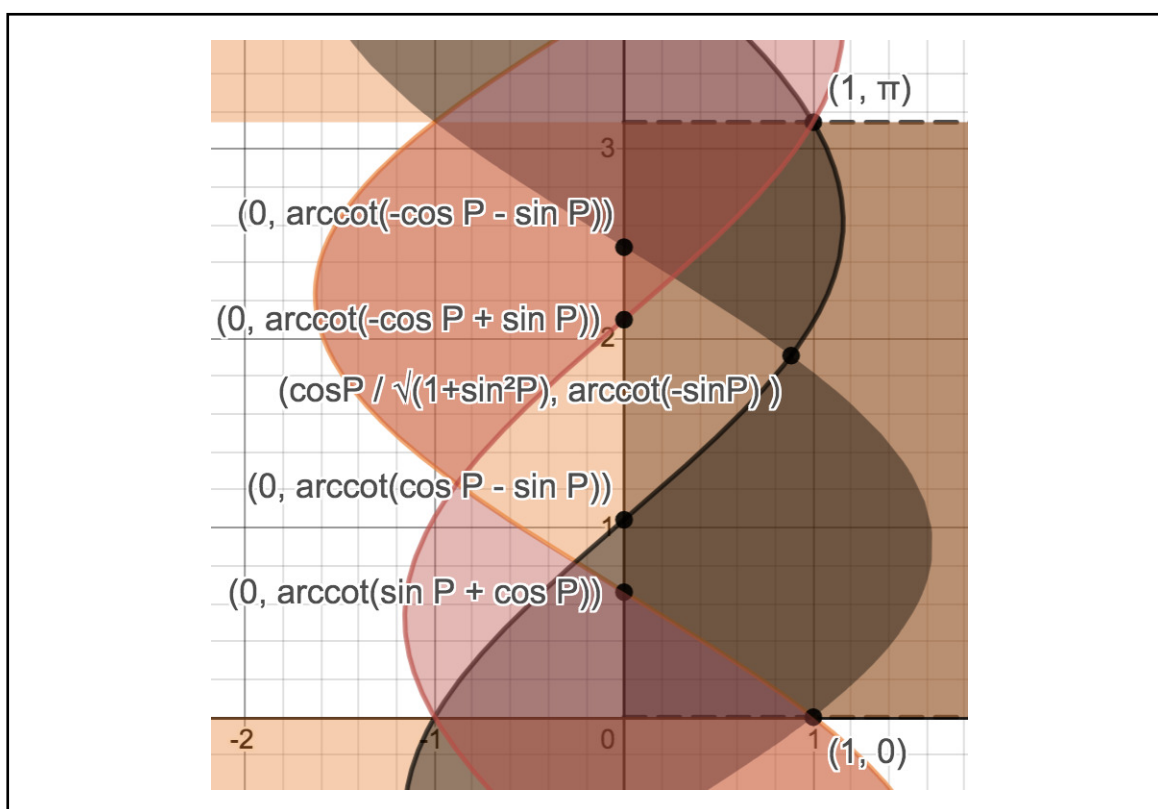 (1, π)
3
(0, arccot(-cos P - sin P))
(0, arccot(-cos P + sin P))
2
(cosP / √(1+sin²P), arccot(-sinP) )
(0, arccot(cos P - sin P))
1
(0, arccot(sin P + cos P))
-2
-1
0
1
(1, 0)